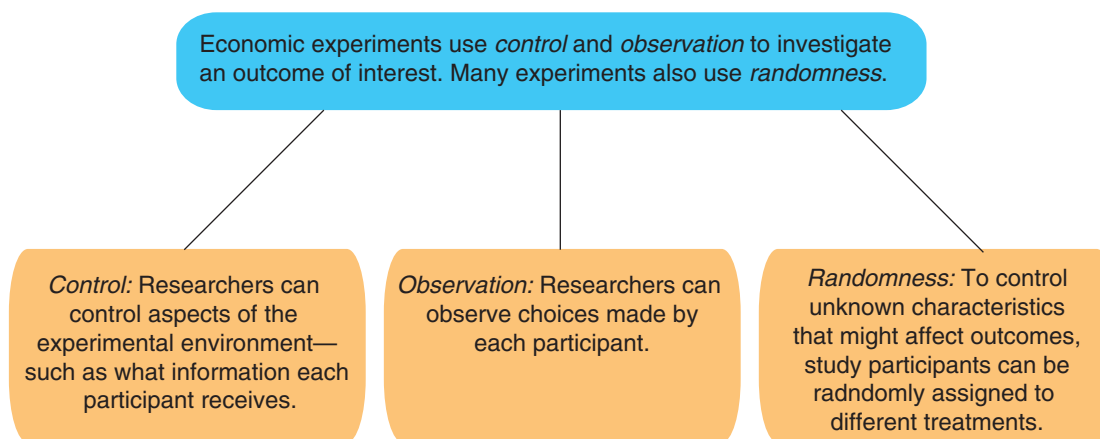 Economic experiments use control and observation to investigate
an outcome of interest. Many experiments also use randomness.
Control: Researchers can
control aspects of the
experimental environment—
such as what information each
participant receives.
Observation: Researchers can
observe choices made by
each participant.
Randomness: To control
unknown characteristics
that might affect outcomes,
study participants can be
radndomly assigned to
different treatments.